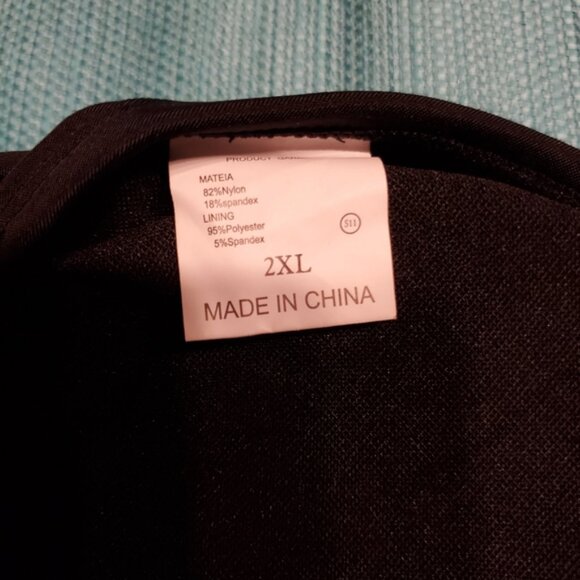 PRODUCT
MATEIA
82%Nylon
18%spandex
LINING
95%Polyester
5%Spandex
511
2XL
MADE IN CHINA